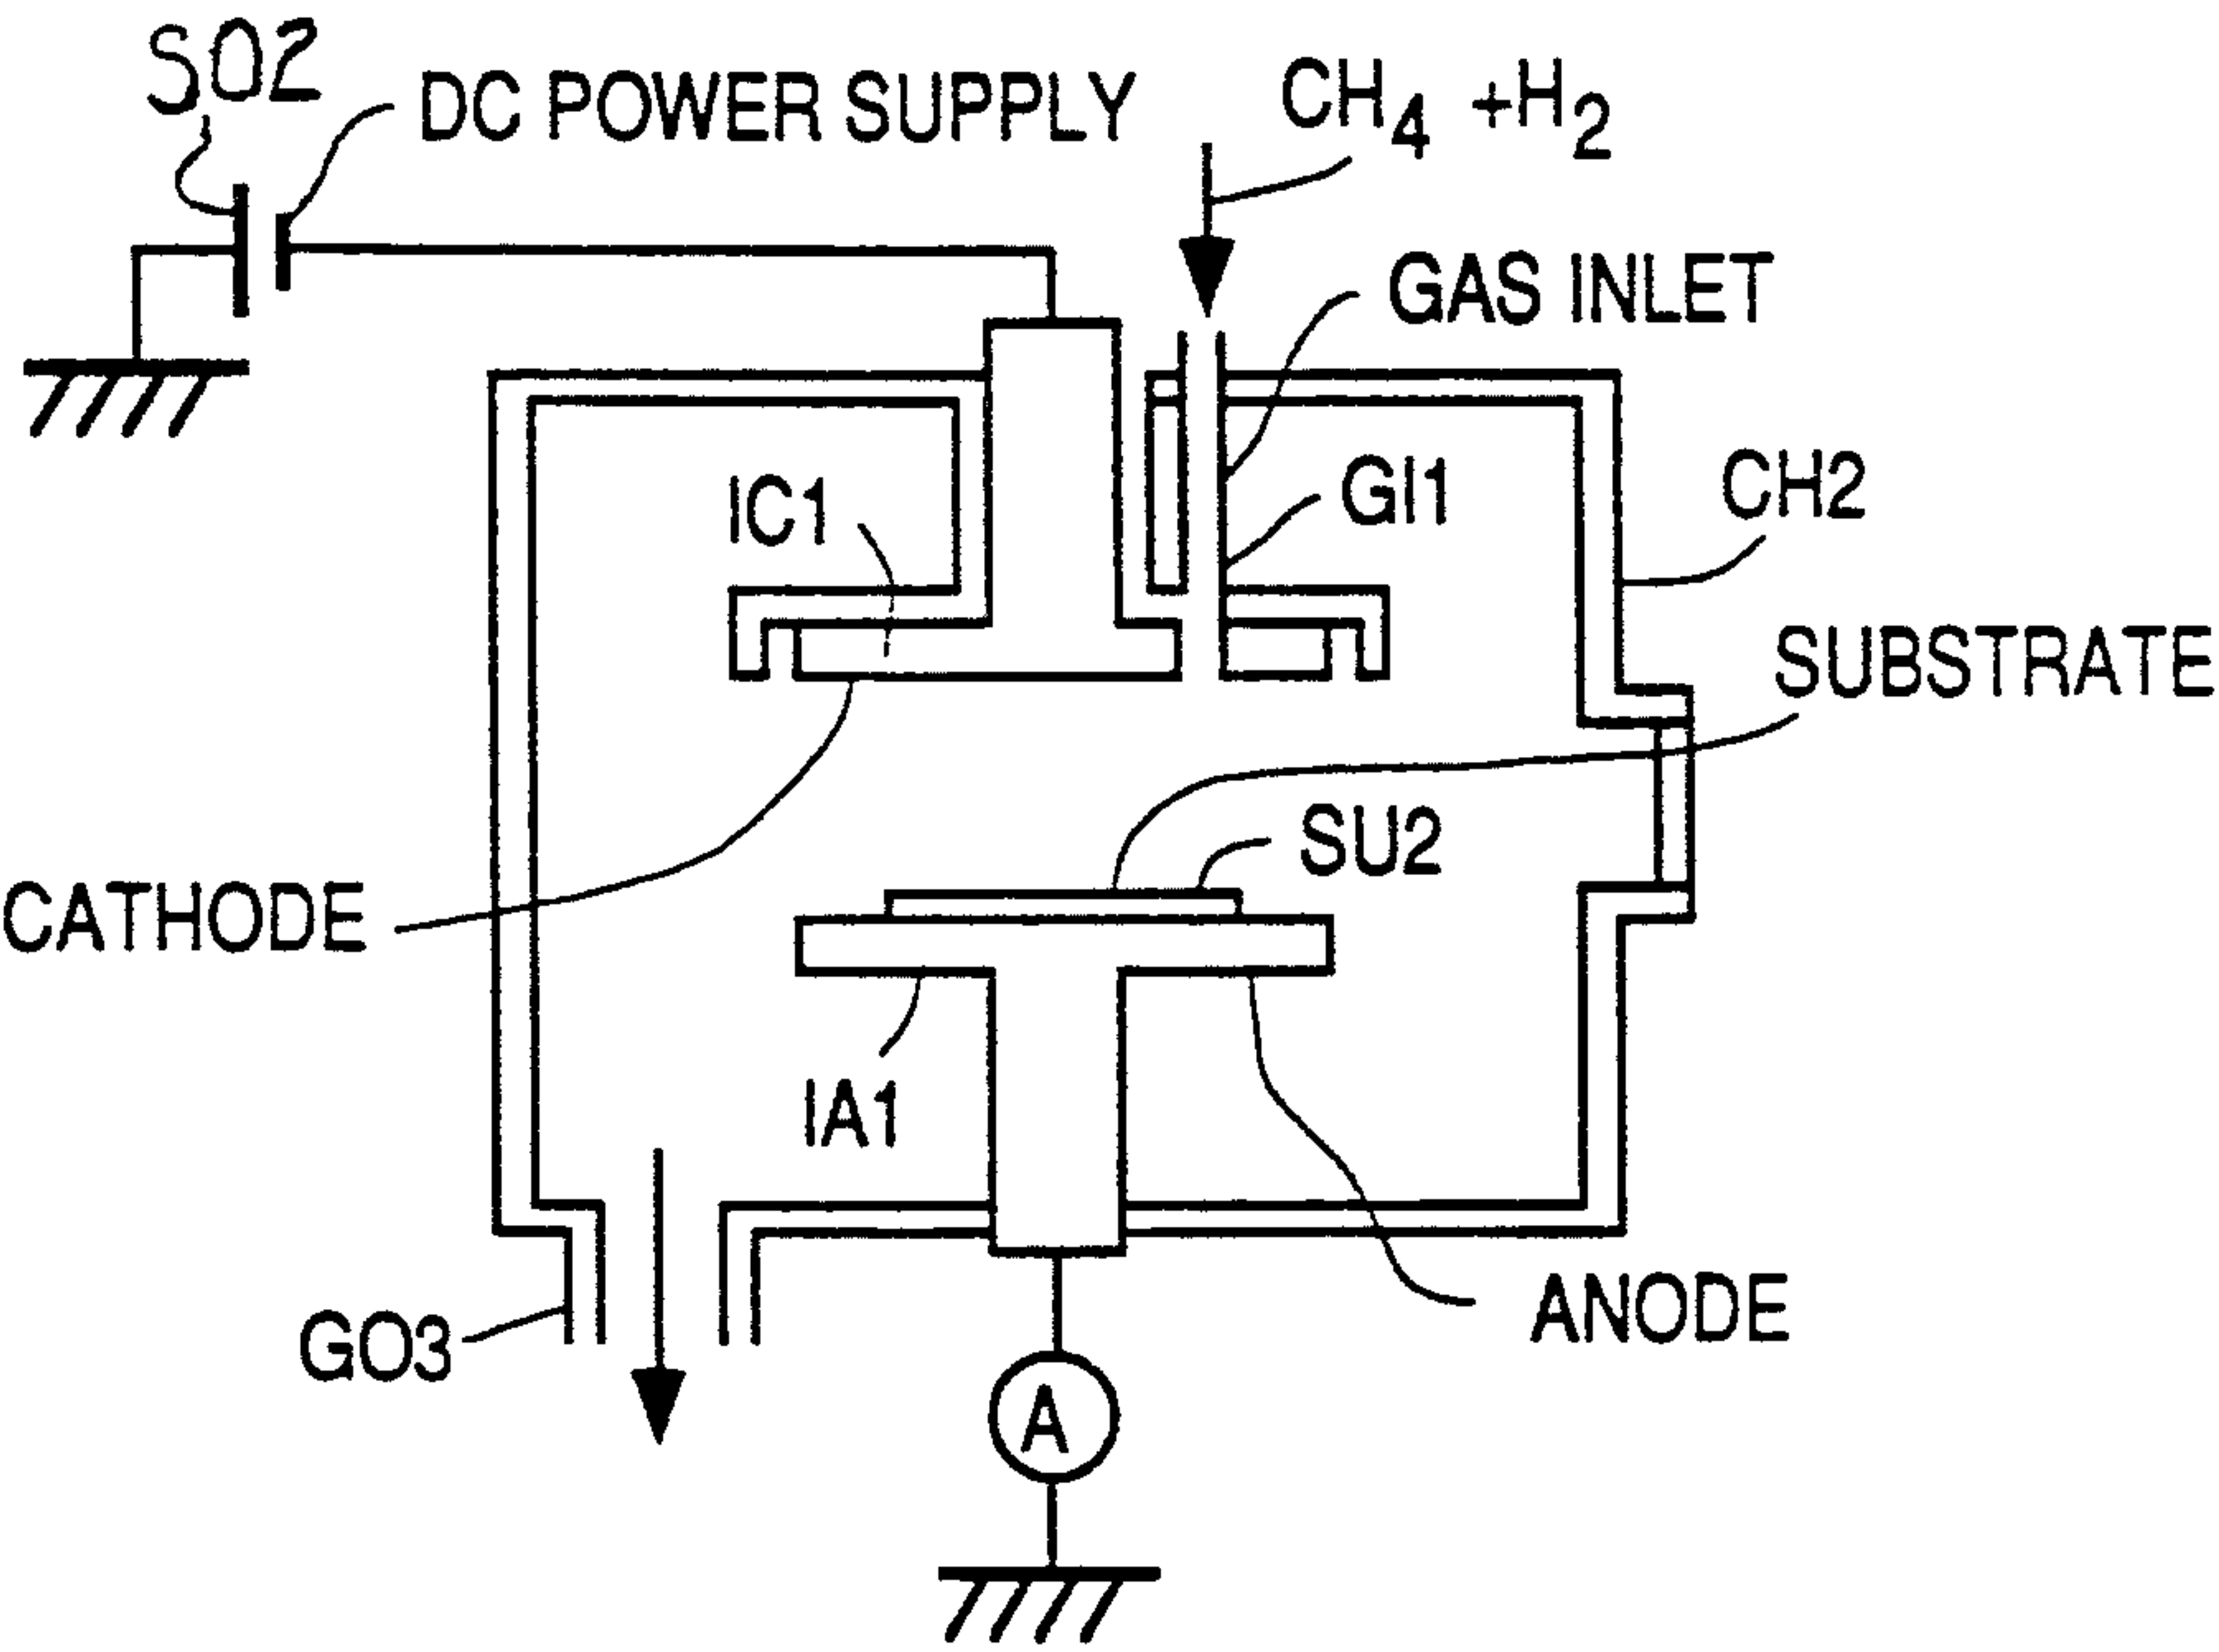 SO2
DC POWER SUPPLY
CH4 +H2
GAS INLET
IC1
GI1
CH2
SUBSTRATE
SU2
CATHODE
IA1
GO3
ANODE
A